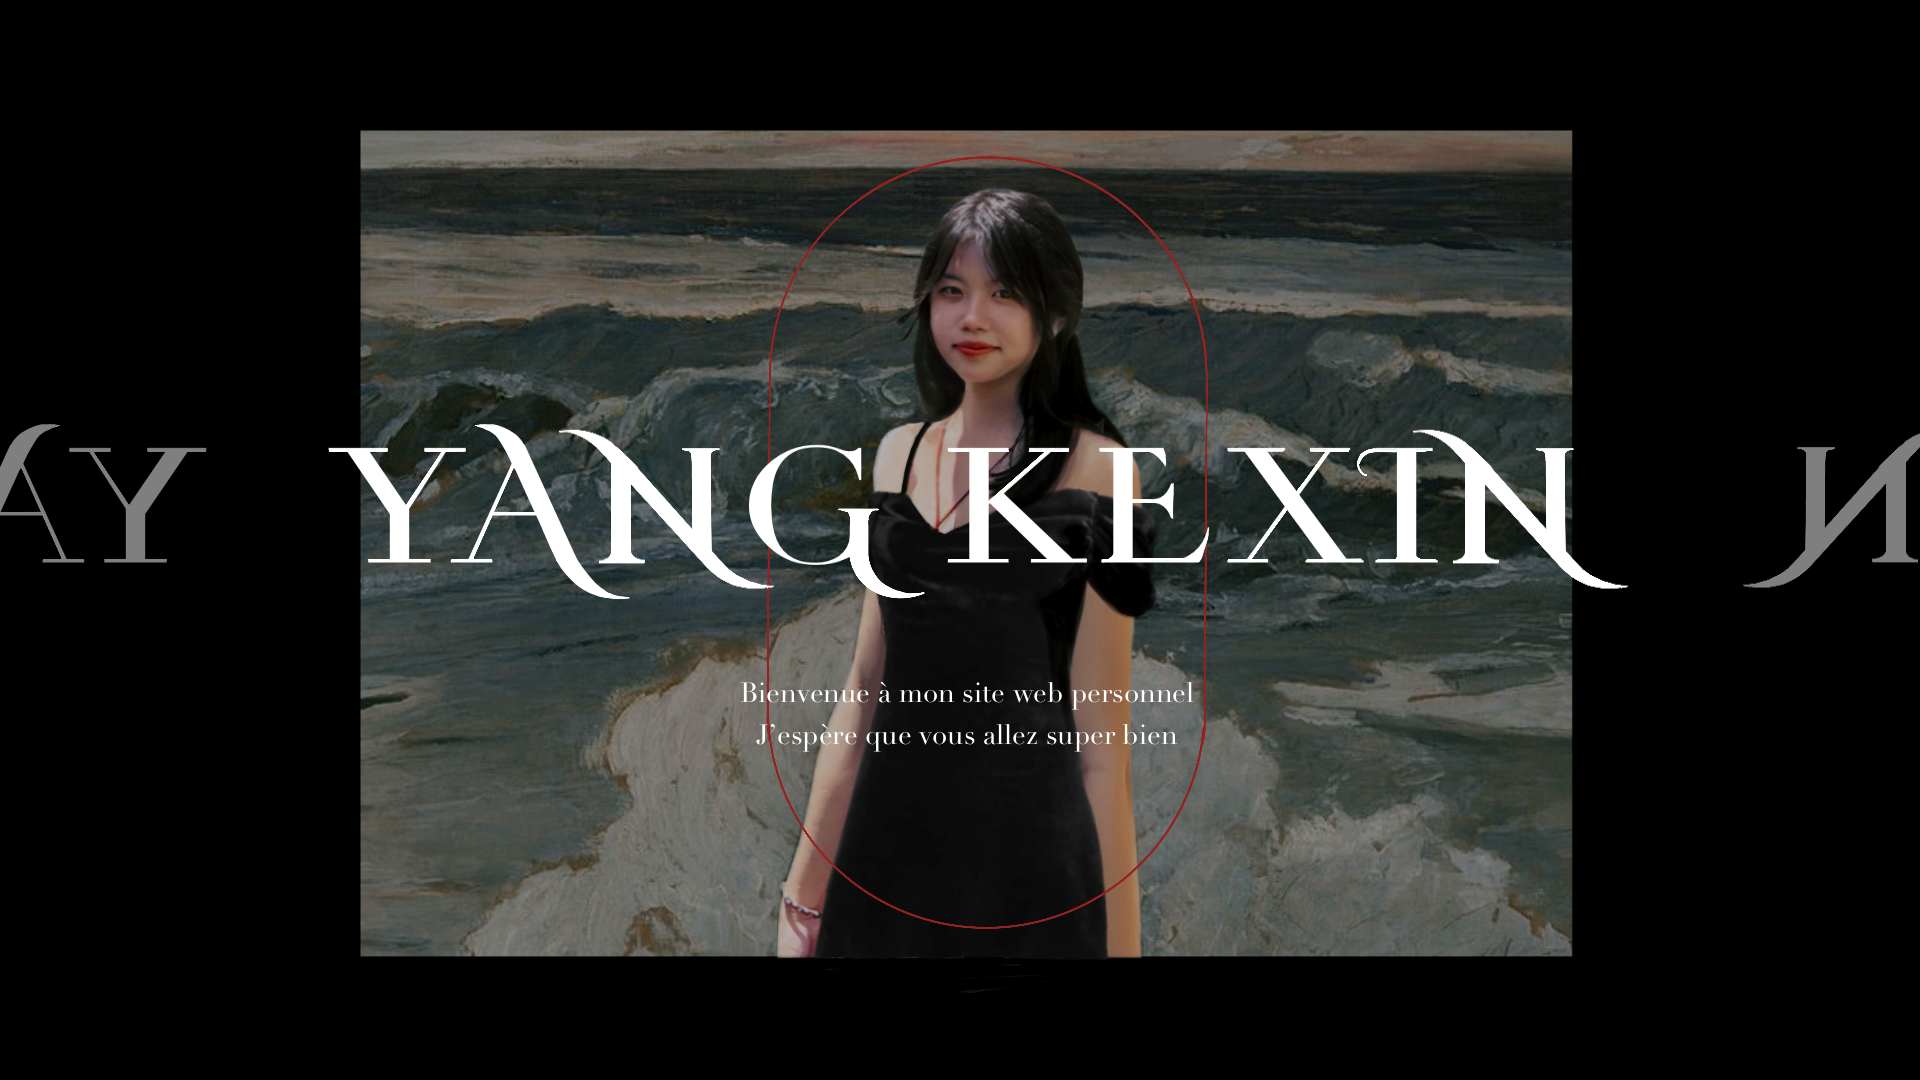 YANG KEXIN
Bienvenue à mon site web personnel
J'espère que vous allez super bien